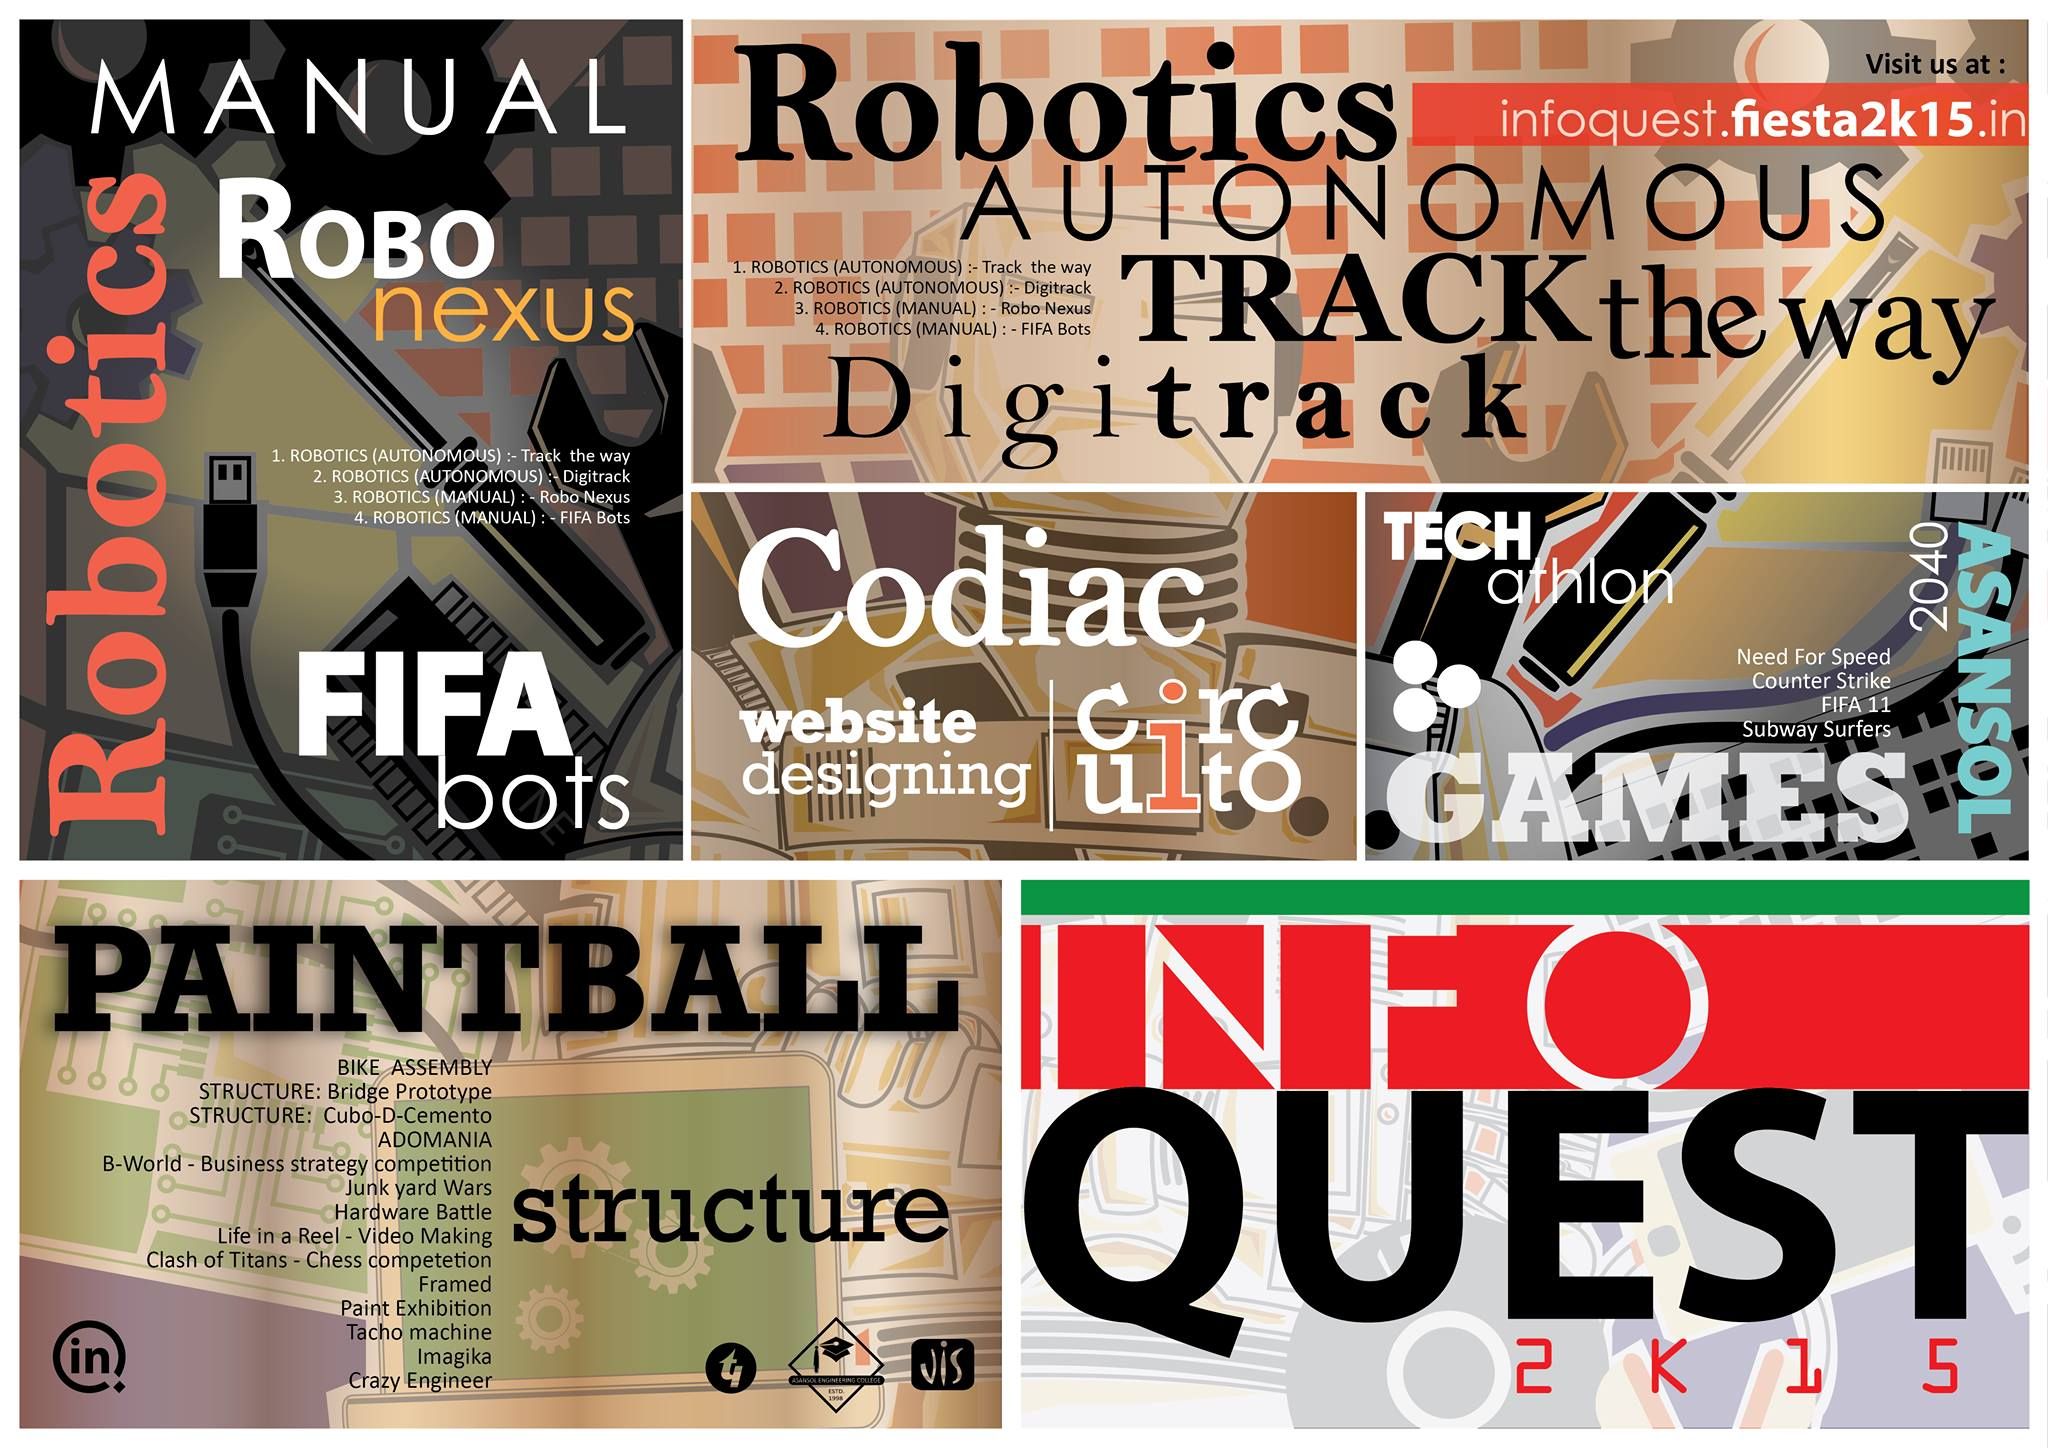 MANUAL
Robotics
ROBO
nexus
1. ROBOTICS (AUTONOMOUS) :- Track the way
2. ROBOTICS (AUTONOMOUS) :- Digitrack
3. ROBOTICS (MANUAL) : - Robo Nexus
4. ROBOTICS (MANUAL) : - FIFA Bots
FIFA
bots
Robotics
Visit us at :
infoquest.fiesta2k15.in
AUTONOMOUS
1. ROBOTICS (AUTONOMOUS) :- Track the way
2. ROBOTICS (AUTONOMOUS) :- Digitrack
3. ROBOTICS (MANUAL) : - Robo Nexus
4. ROBOTICS (MANUAL) : - FIFA Bots
TRACK the way
Digitrack
Codiac
website
designing
circ
uito
TECH
athlon
2040
ASANSOL
Need For Speed
Counter Strike
FIFA 11
Subway Surfers
GAMES
PAINTBALL
BIKE ASSEMBLY
STRUCTURE: Bridge Prototype
STRUCTURE: Cubo-D-Cemento
ADOMANIA
B-World - Business strategy competition
Junk yard Wars
Hardware Battle
Life in a Reel - Video Making
Clash of Titans - Chess competetion
Framed
Paint Exhibition
Tacho machine
Imagika
Crazy Engineer
structure
in
ASANSOL ENGINEERING COLLEGE
ESTD.
1998
JIS
INFO
QUEST
2K15